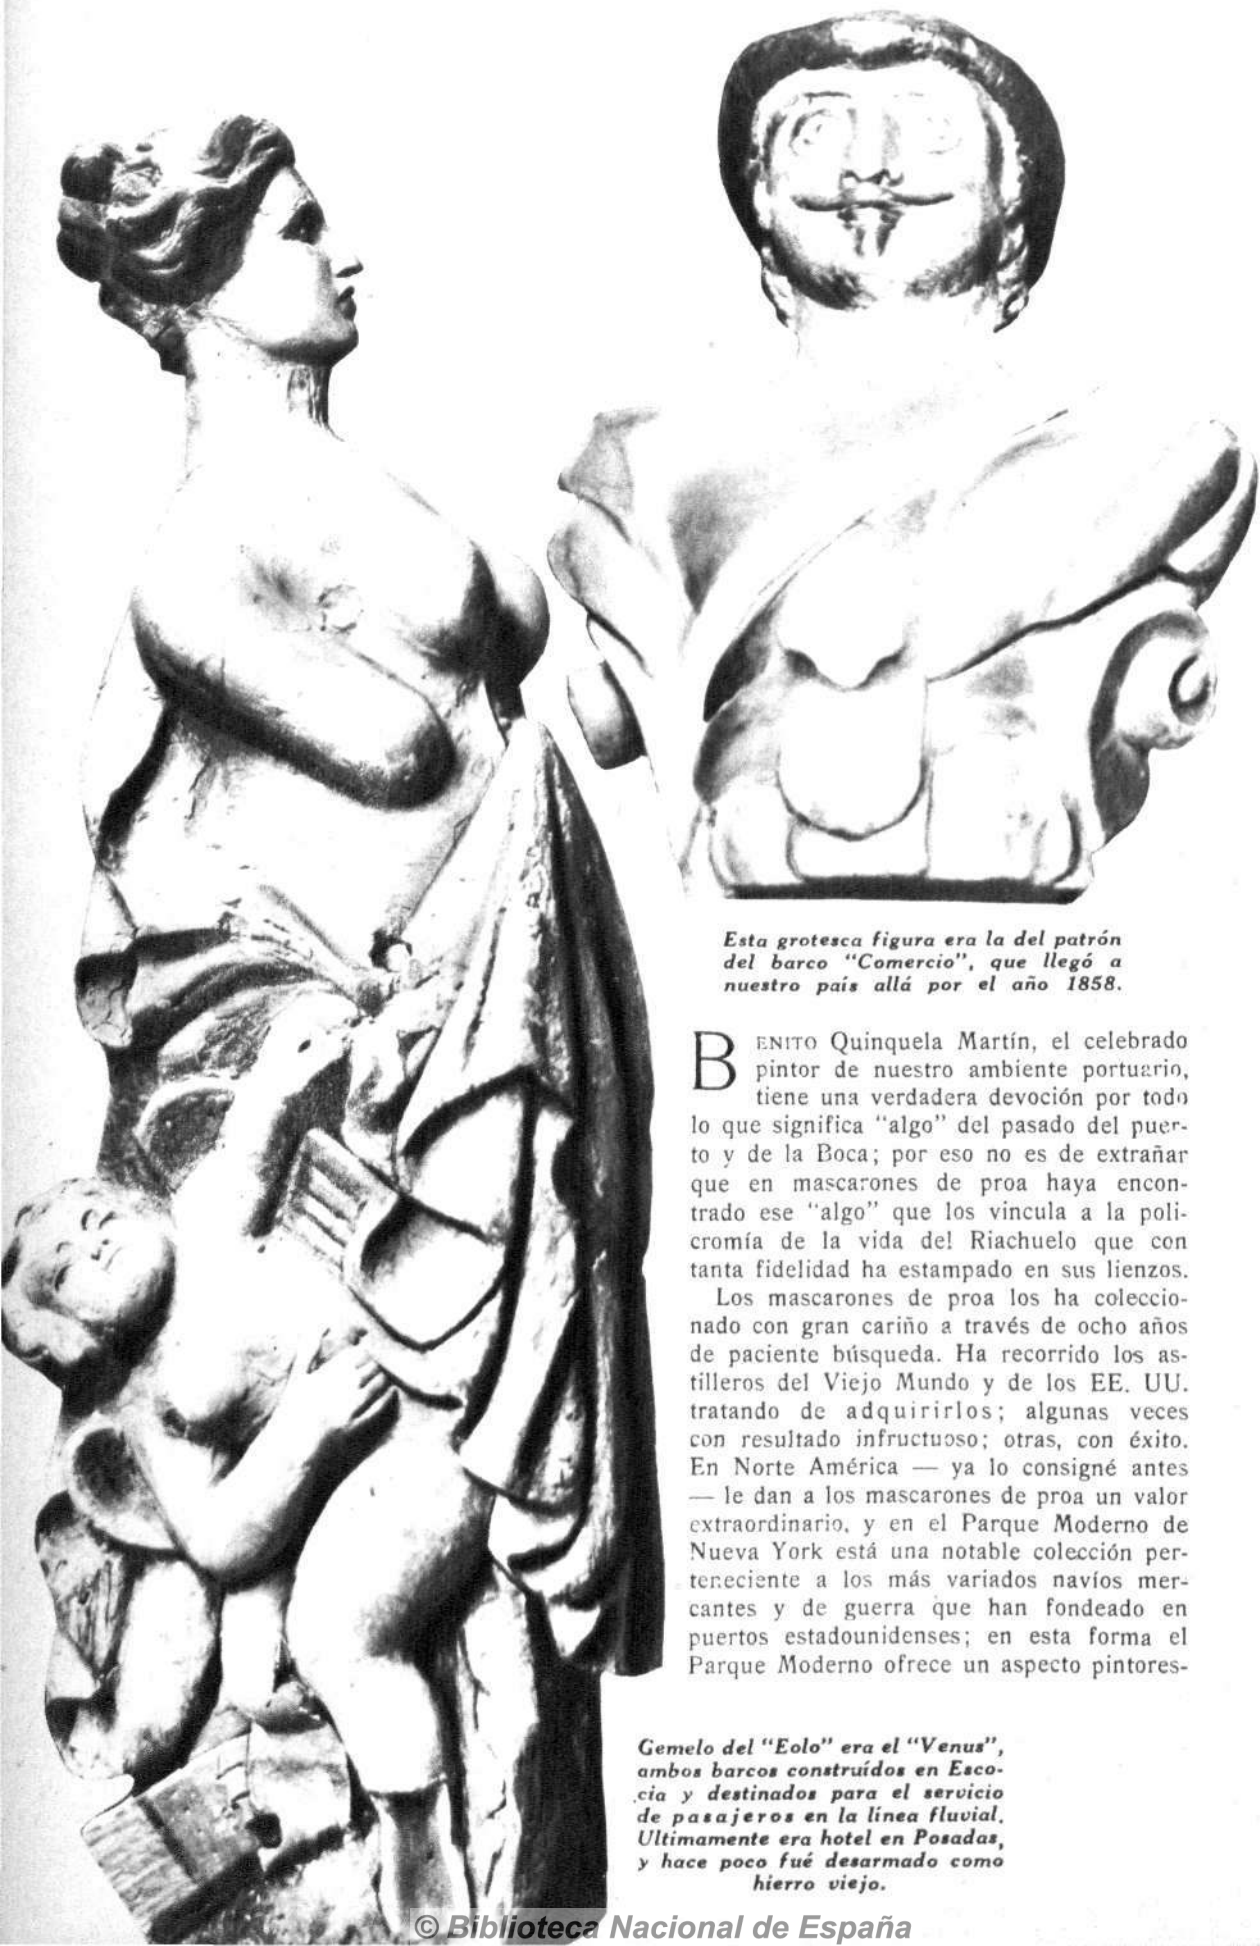 Esta grotesca figura era la del patrón
del barco "Comercio", que llegó a
nuestro país allá por el año 1858.
BENITO Quinquela Martín, el celebrado
pintor de nuestro ambiente portuario,
tiene una verdadera devoción por todo
lo que significa "algo" del pasado del puer-
to y de la Boca; por eso no es de extrañar
que en mascarones de proa haya encon-
trado ese "algo" que los vincula a la poli-
cromía de la vida del Riachuelo que con
tanta fidelidad ha estampado en sus lienzos.
Los mascarones de proa los ha coleccio-
nado con gran cariño a través de ocho años
de paciente búsqueda. Ha recorrido los as-
tilleros del Viejo Mundo y de los EE. UU.
tratando de adquirirlos; algunas veces
con resultado infructuoso; otras, con éxito.
En Norte América — ya lo consigné antes
— le dan a los mascarones de proa un valor
extraordinario, y en el Parque Moderno de
Nueva York está una notable colección per-
teneciente a los más variados navíos mer-
cantes y de guerra que han fondeado en
puertos estadounidenses; en esta forma el
Parque Moderno ofrece un aspecto pintores-
Gemelo del "Eolo" era el "Venus",
ambos barcos construídos en Esco-
cia y destinados para el servicio
de pasajeros en la línea fluvial.
Ultimamente era hotel en Posadas,
y hace poco fué desarmado como
hierro viejo.
© Biblioteca Nacional de España